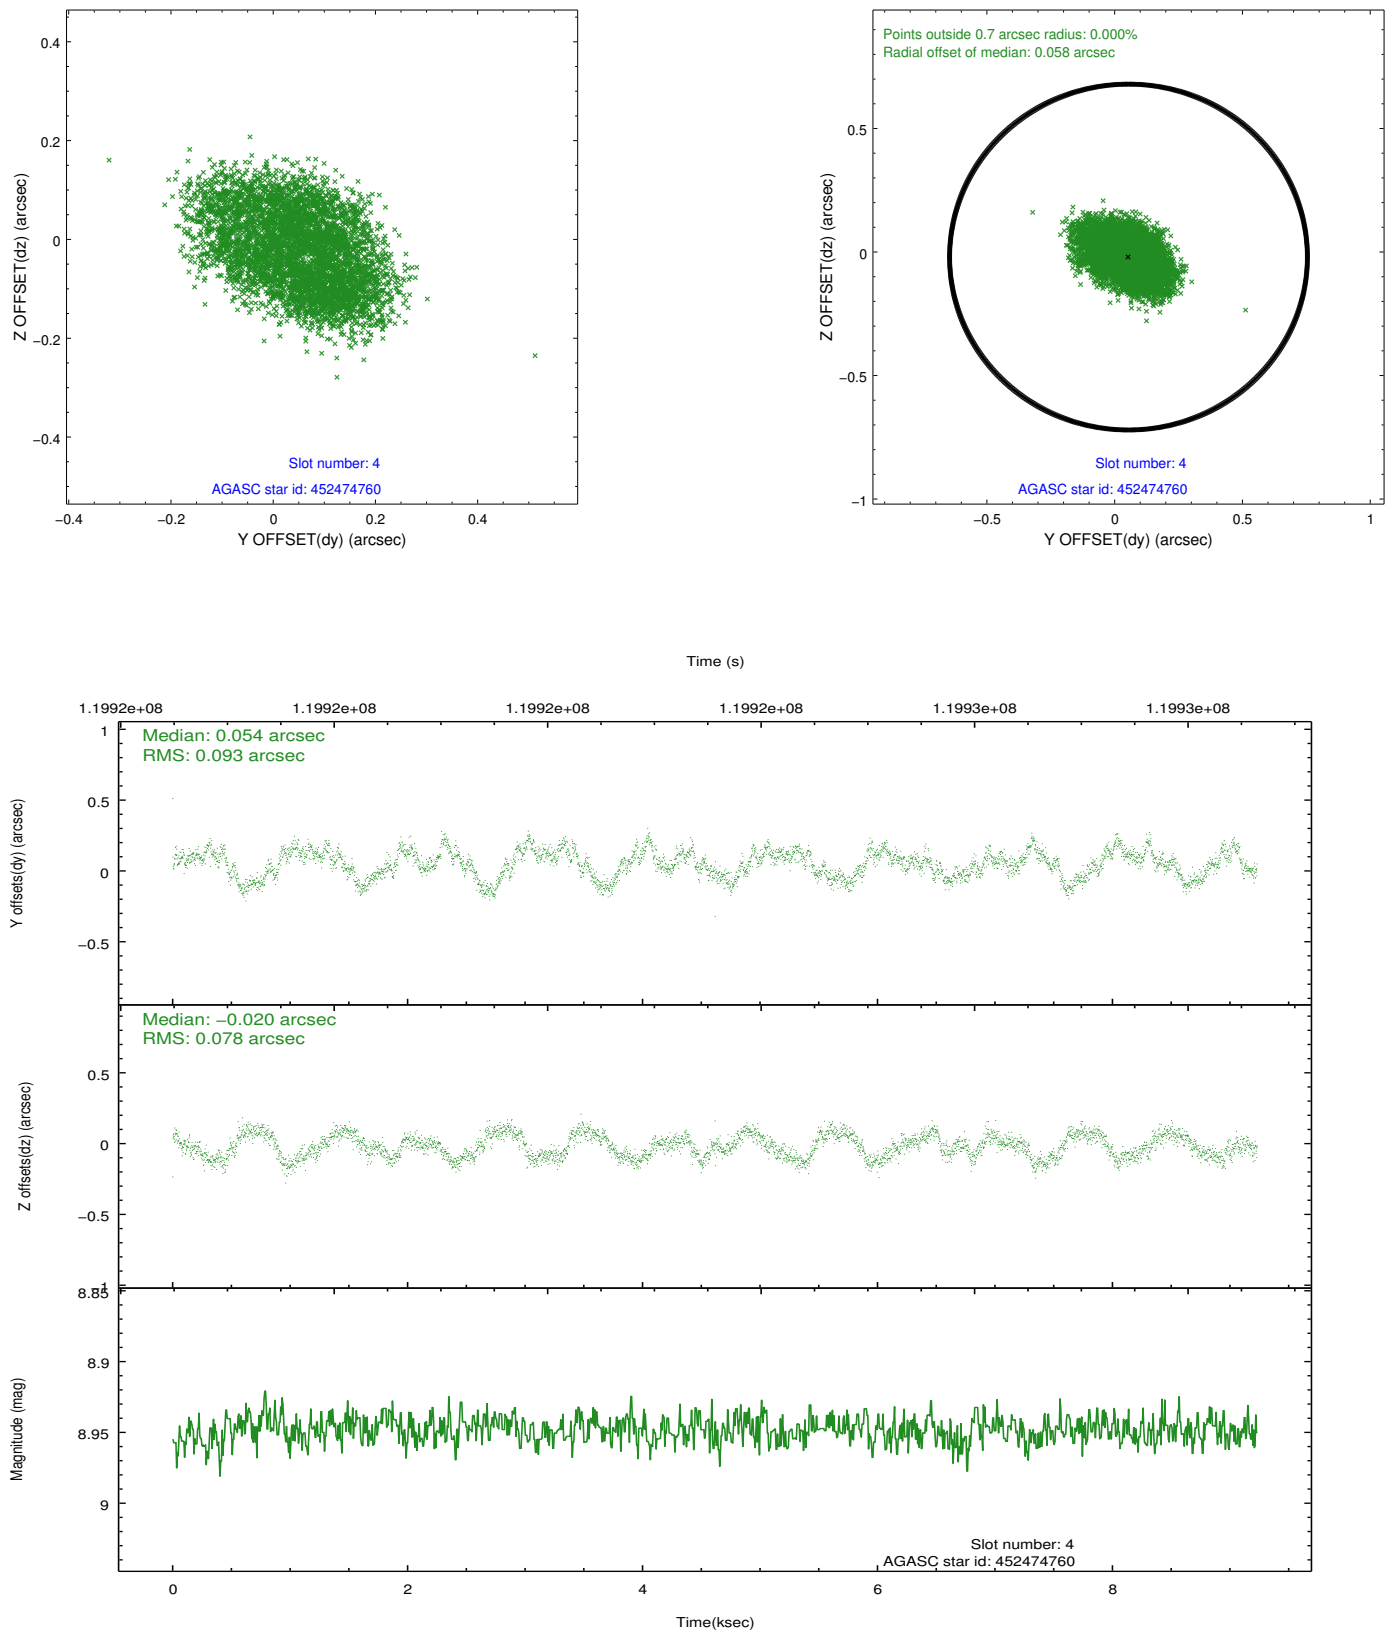 0.4
0.2
0
−0.2
−0.4
Z OFFSET(dz) (arcsec)
Slot number: 4
AGASC star id: 452474760
−0.4 −0.2 0 0.2 0.4
Y OFFSET(dy) (arcsec)
Points outside 0.7 arcsec radius: 0.000%
Radial offset of median: 0.058 arcsec
0.5
0
−0.5
−1
Z OFFSET(dz) (arcsec)
Slot number: 4
AGASC star id: 452474760
−0.5 0 0.5 1
Y OFFSET(dy) (arcsec)
Time (s)
1.1992e+08 1.1992e+08 1.1992e+08 1.1992e+08 1.1993e+08 1.1993e+08
Median: 0.054 arcsec
RMS: 0.093 arcsec
1
0.5
0
−0.5
Y offsets(dy) (arcsec)
Median: −0.020 arcsec
RMS: 0.078 arcsec
0.5
0
−0.5
Z offsets(dz) (arcsec)
8.85
8.9
8.95
9
Magnitude (mag)
Slot number: 4
AGASC star id: 452474760
0 2 4 6 8
Time(ksec)